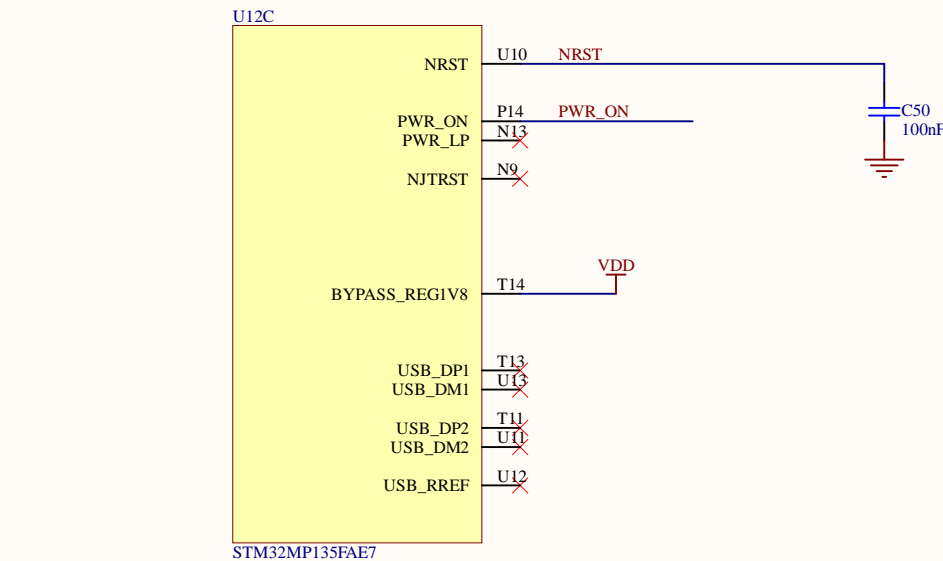 U12C
NRST U10 NRST
C50
100nF
PWR_ON P14 PWR_ON
PWR_LP N13
NJTRST N9
VDD
BYPASS_REG1V8 T14
USB_DP1 T13
USB_DM1 U13
USB_DP2 T11
USB_DM2 U11
USB_RREF U12
STM32MP135FAE7